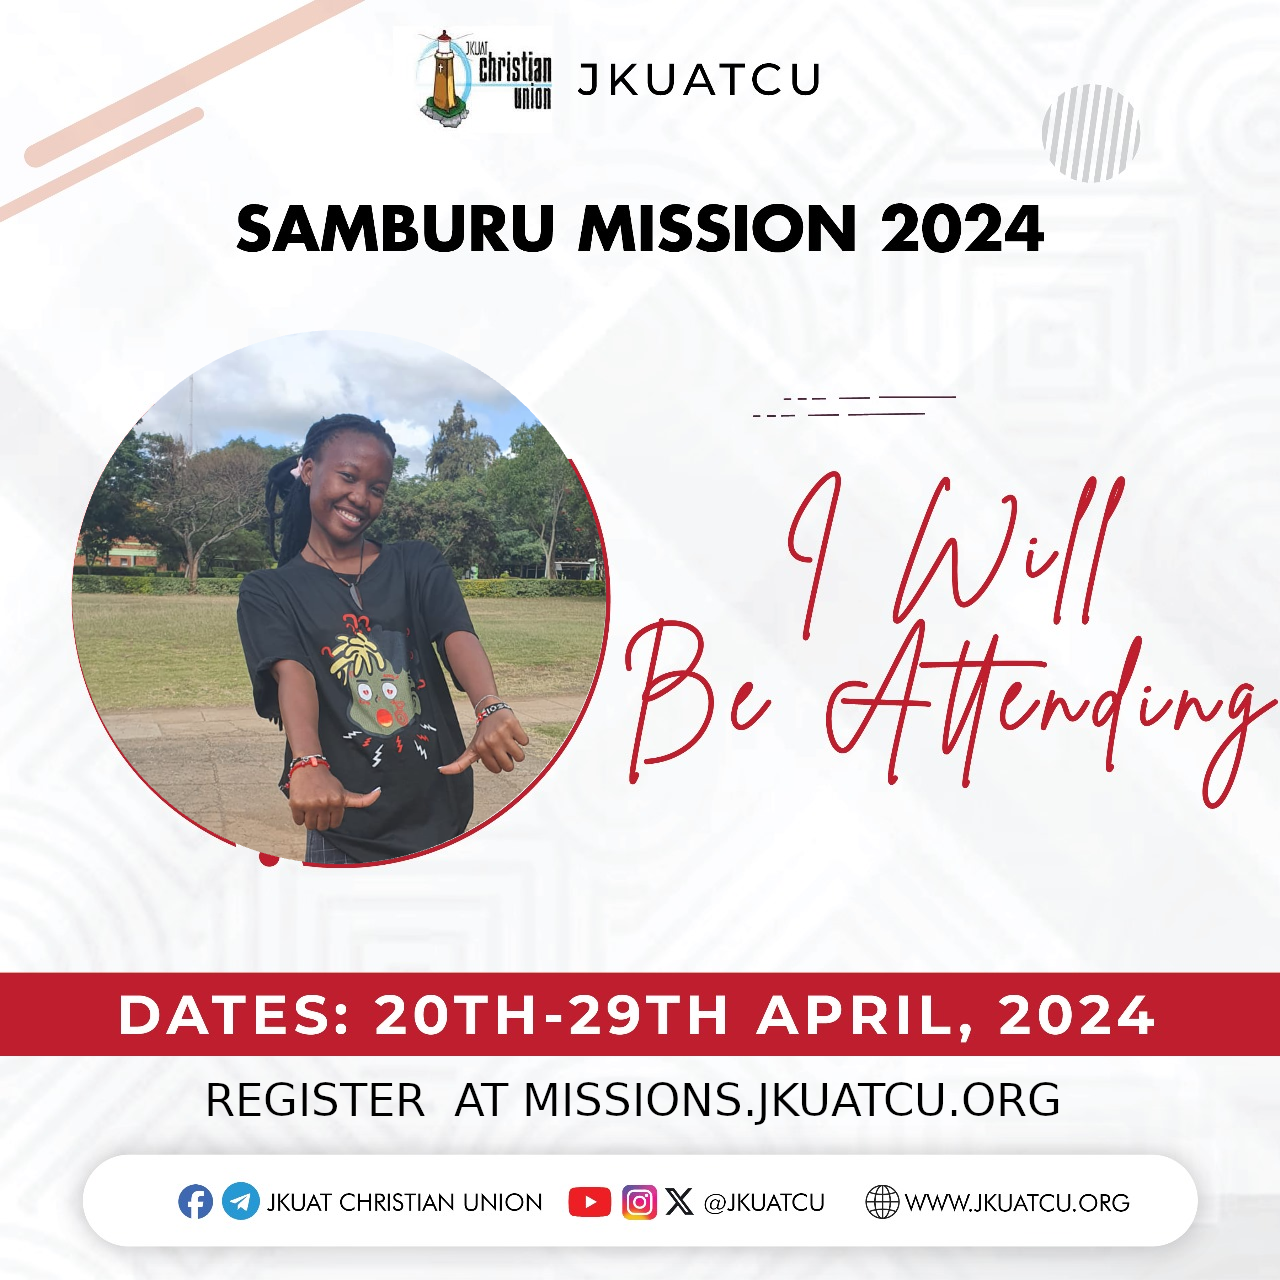 JKUAT
christian
union
JKUATCU
SAMBURU MISSION 2024
I Will
Be Attending
DATES: 20TH-29TH APRIL, 2024
REGISTER AT MISSIONS.JKUATCU.ORG
JKUAT CHRISTIAN UNION @JKUATCU WWW.JKUATCU.ORG